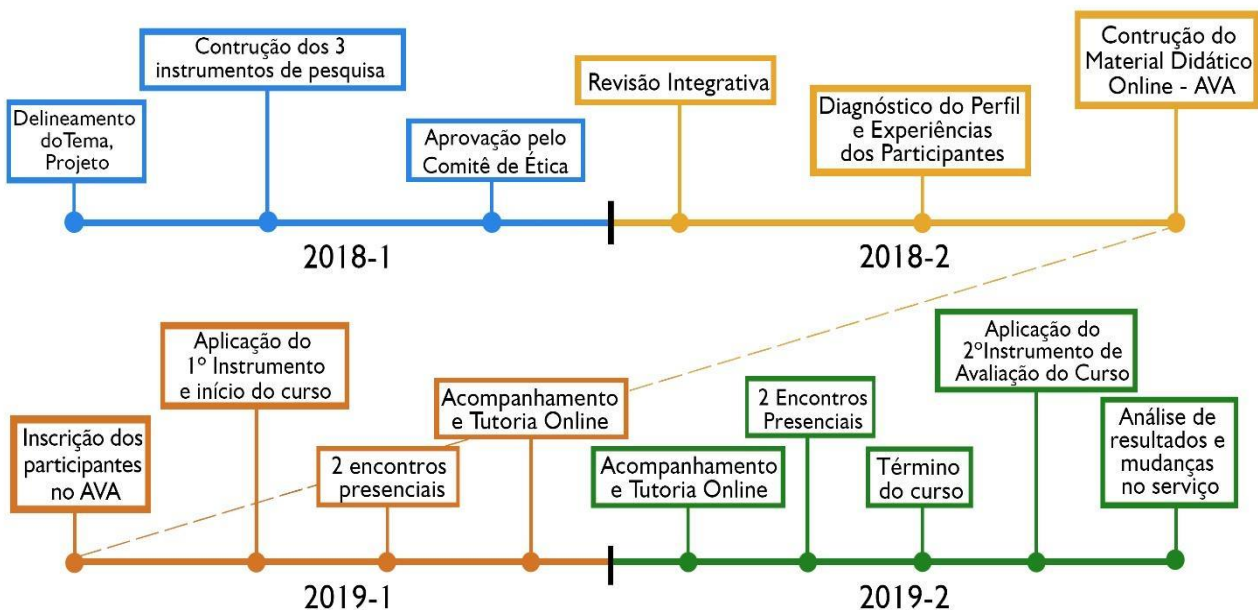 Delineamento
do Tema,
Projeto
Contrução dos 3
instrumentos de pesquisa
Aprovação pelo
Comitê de Ética
2018-1
Revisão Integrativa
Diagnóstico do Perfil
e Experiências
dos Participantes
Contrução do
Material Didático
Online - AVA
2018-2
Inscrição dos
participantes
no AVA
Aplicação do
1º Instrumento
e início do curso
2 encontros
presenciais
Acompanhamento
e Tutoria Online
2019-1
Acompanhamento
e Tutoria Online
2 Encontros
Presenciais
Término
do curso
Aplicação do
2ºInstrumento de
Avaliação do Curso
Análise de
resultados e
mudanças
no serviço
2019-2